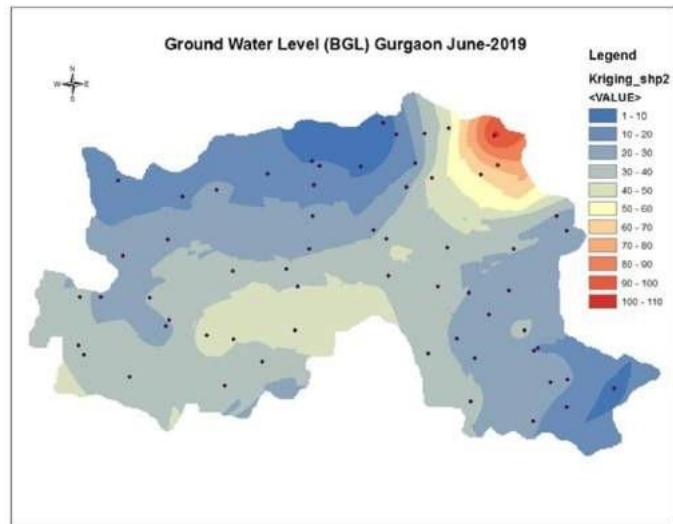 Ground Water Level (BGL) Gurgaon June-2019
N
W E
S
Legend
Kriging_shp2
<VALUE>
1 - 10
10 - 20
20 - 30
30 - 40
40 - 50
50 - 60
60 - 70
70 - 80
80 - 90
90 - 100
100 - 110